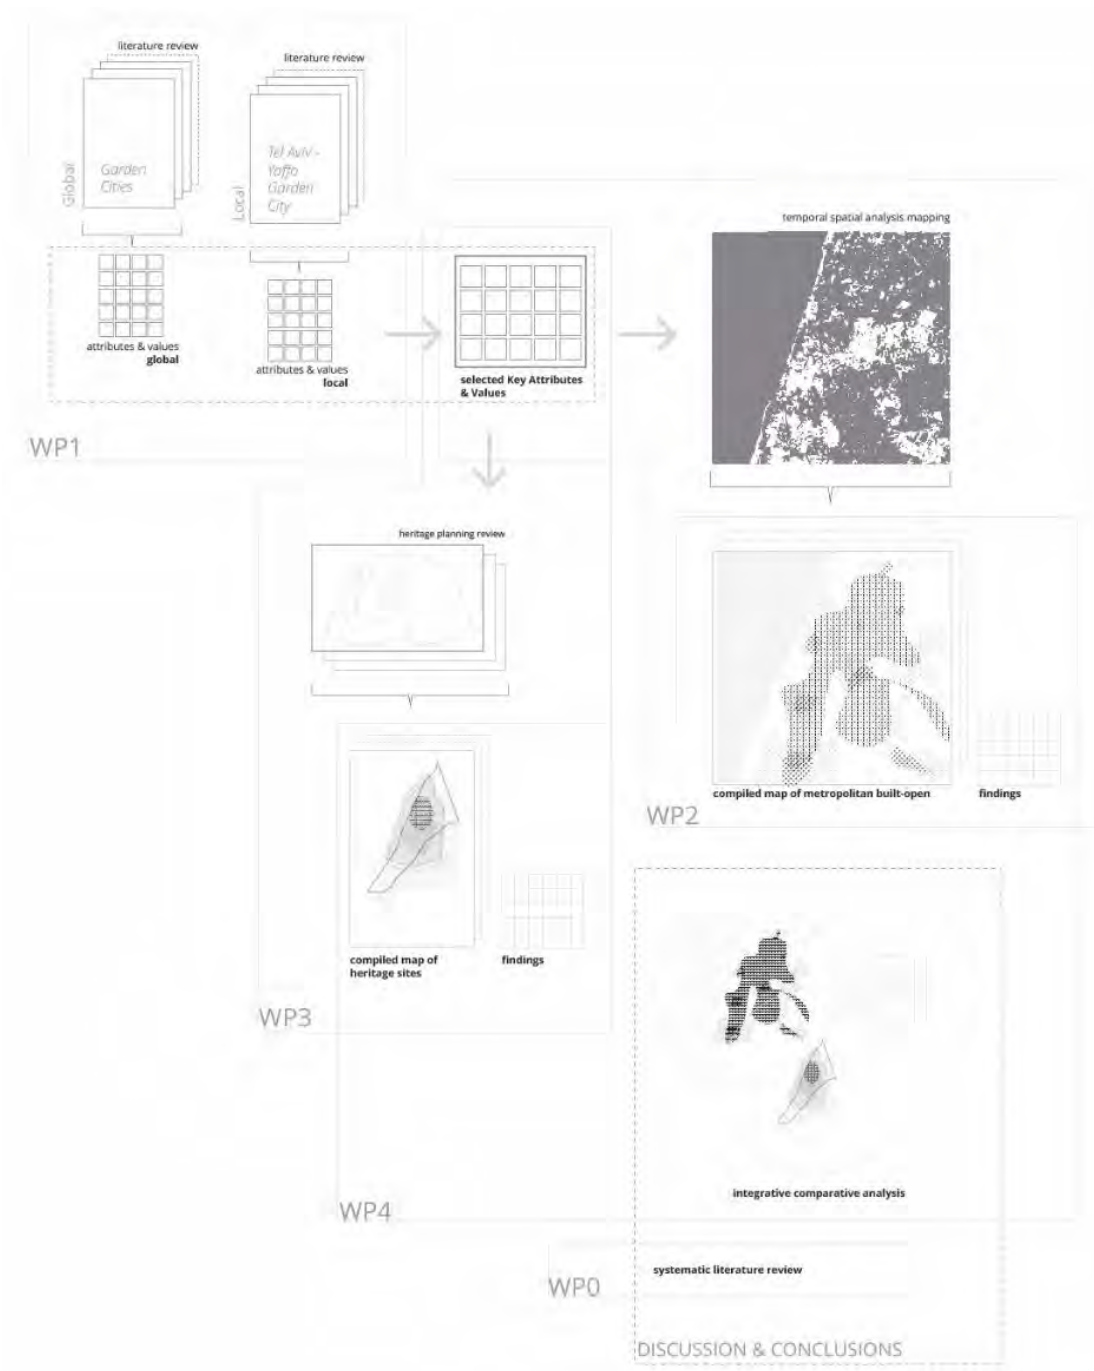 literature review
literature review
Global
Garden
Cities
Local
Tel Aviv -
Yaffo
Garden
City
temporal spatial analysis mapping
attributes & values
global
attributes & values
local
selected Key Attributes
& Values
WP1
heritage planning review
compiled map of metropolitan built-open
findings
WP2
compiled map of
heritage sites
findings
WP3
integrative comparative analysis
WP4
systematic literature review
WP0
DISCUSSION & CONCLUSIONS